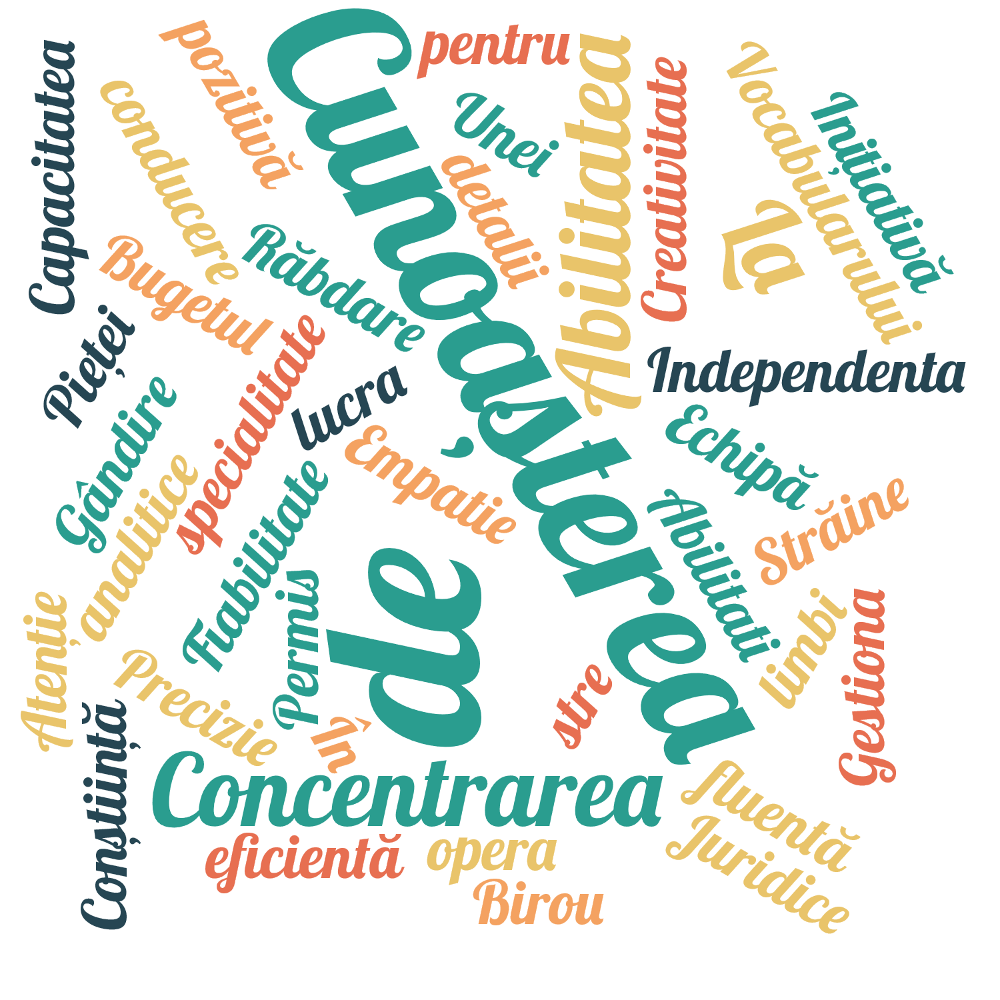 pozitivă
Cunoașterea
pentru
Capacitatea
conducere
Unei
Abilitatea
Creativitate
Vocabularului
Inițiativă
detalii
La
Răbdare
Bugetul
Pieței
specialitate
lucra
Independenta
Gândire
Empatie
Echipă
analitice
Fiabilitate
Abilitati
Străine
de
Permis
limbi
Gestiona
Atenție
Precizie
În
stre
Conștiință
Concentrarea
fluentă
Juridice
eficientă
opera
Birou